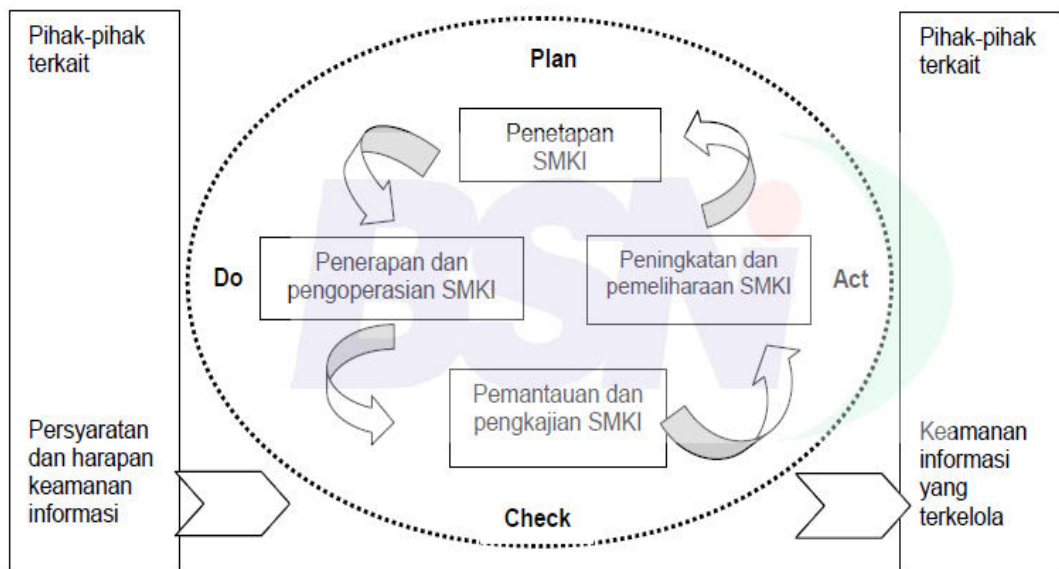 Pihak-pihak
terkait
Persyaratan
dan harapan
keamanan
informasi
Plan
Penetapan
SMKI
Do
Penerapan dan
pengoperasian SMKI
Peningkatan dan
pemeliharaan SMKI
Act
Pemantauan dan
pengkajian SMKI
Check
Pihak-pihak
terkait
Keamanan
informasi
yang
terkelola
BSNi